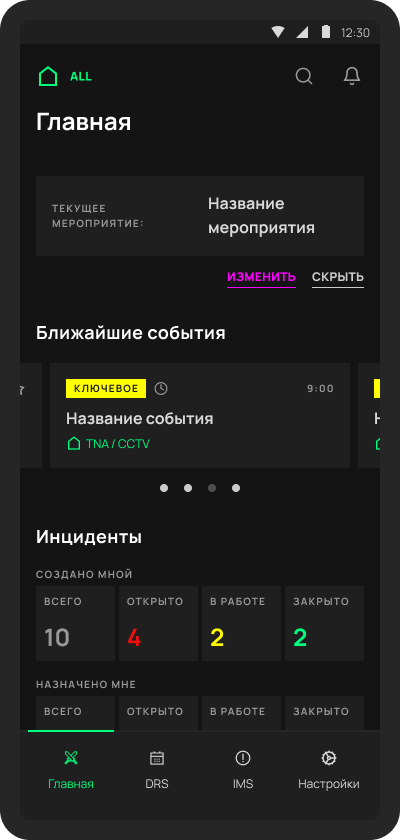 12:30
ALL
Главная
ТЕКУЩЕЕ
МЕРОПРИЯТИЕ:
Название
мероприятия
ИЗМЕНИТЬ СКРЫТЬ
Ближайшие события
КЛЮЧЕВОЕ 9:00
Название события
TNA / CCTV
Инциденты
СОЗДАНО МНОЙ
ВСЕГО ОТКРЫТО В РАБОТЕ ЗАКРЫТО
10 4 2 2
НАЗНАЧЕНО МНЕ
ВСЕГО ОТКРЫТО В РАБОТЕ ЗАКРЫТО
Главная DRS IMS Настройки